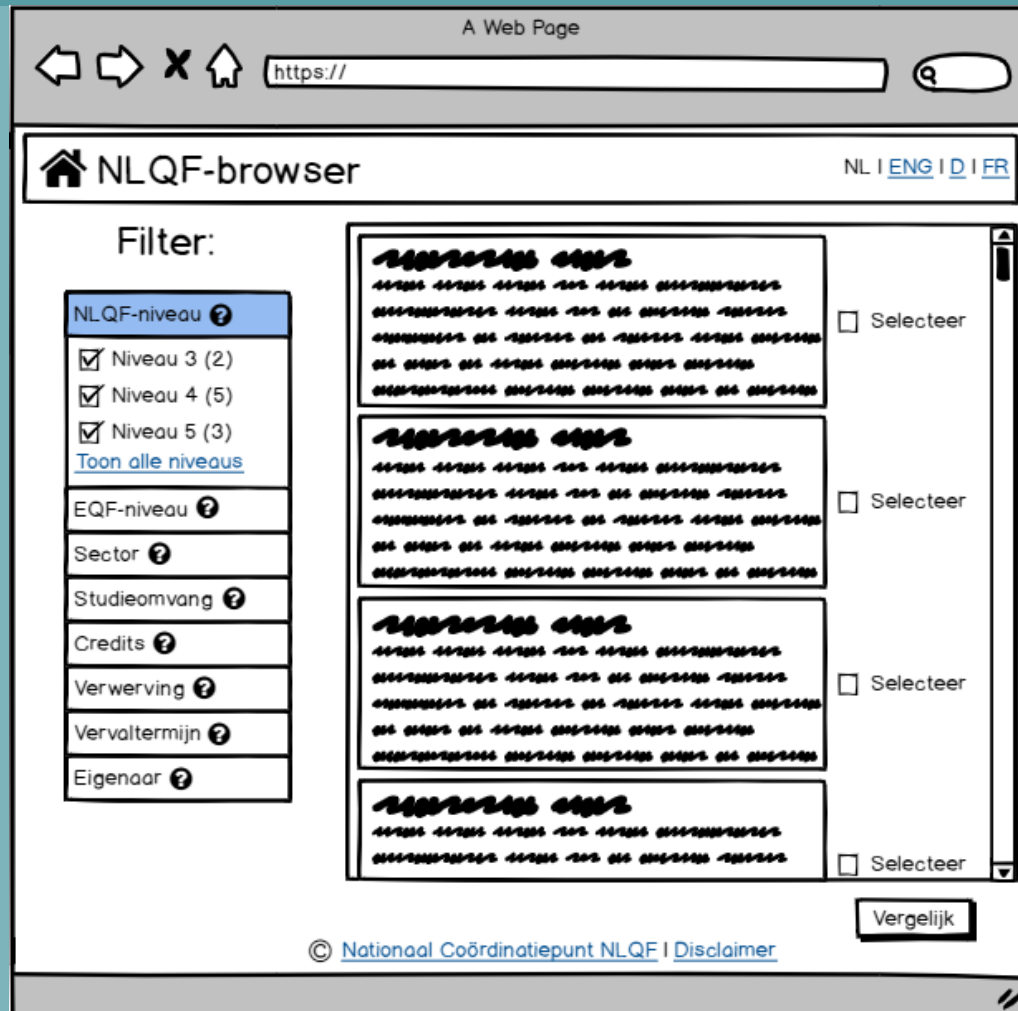 A Web Page
https://
NLQF-browser
NL | ENG | D | FR
Filter:
NLQF-niveau ?
Niveau 3 (2)
Niveau 4 (5)
Niveau 5 (3)
Toon alle niveaus
EQF-niveau ?
Sector ?
Studieomvang ?
Credits ?
Verwerving ?
Vervaltermijn ?
Eigenaar ?
Selecteer
Selecteer
Selecteer
Selecteer
Vergelijk
© Nationaal Coördinatiepunt NLQF | Disclaimer